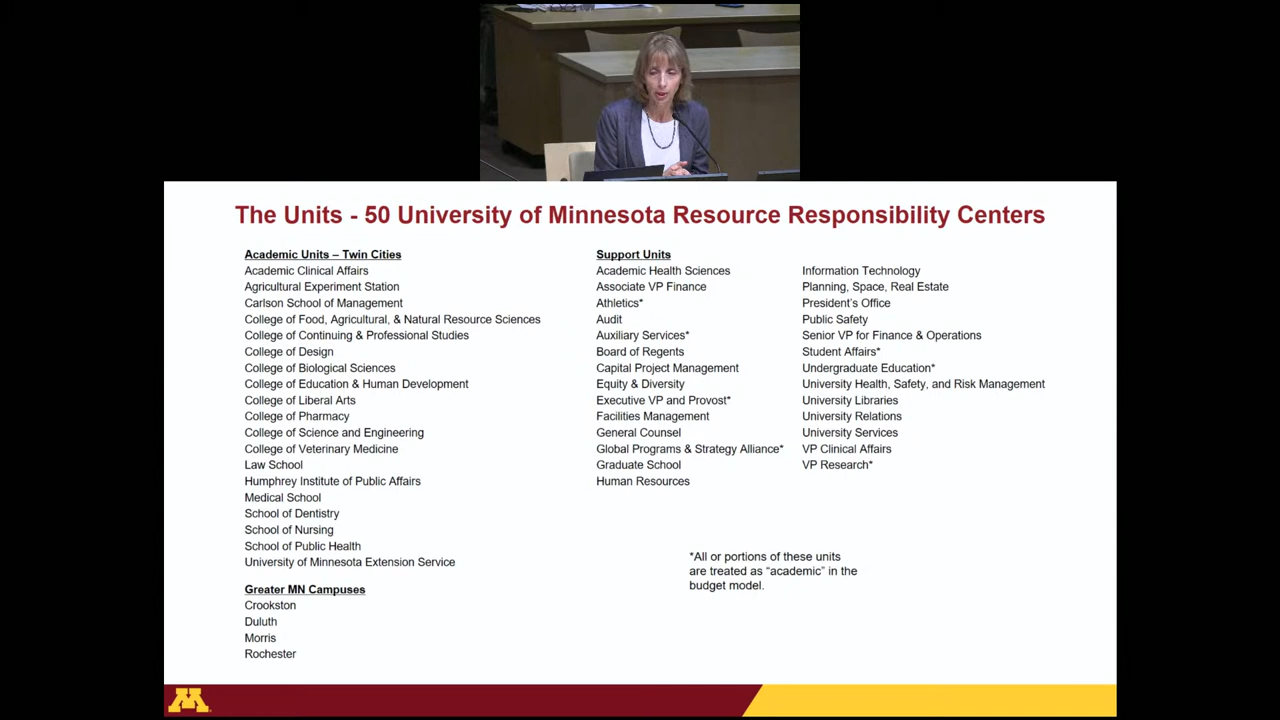 The Units - 50 University of Minnesota Resource Responsibility Centers
Academic Units – Twin Cities
Academic Clinical Affairs
Agricultural Experiment Station
Carlson School of Management
College of Food, Agricultural, & Natural Resource Sciences
College of Continuing & Professional Studies
College of Design
College of Biological Sciences
College of Education & Human Development
College of Liberal Arts
College of Pharmacy
College of Science and Engineering
College of Veterinary Medicine
Law School
Humphrey Institute of Public Affairs
Medical School
School of Dentistry
School of Nursing
School of Public Health
University of Minnesota Extension Service
Greater MN Campuses
Crookston
Duluth
Morris
Rochester
Support Units
Academic Health Sciences
Associate VP Finance
Athletics*
Audit
Auxiliary Services*
Board of Regents
Capital Project Management
Equity & Diversity
Executive VP and Provost*
Facilities Management
General Counsel
Global Programs & Strategy Alliance*
Graduate School
Human Resources
Information Technology
Planning, Space, Real Estate
President's Office
Public Safety
Senior VP for Finance & Operations
Student Affairs*
Undergraduate Education*
University Health, Safety, and Risk Management
University Libraries
University Relations
University Services
VP Clinical Affairs
VP Research*
*All or portions of these units
are treated as “academic” in the
budget model.
M